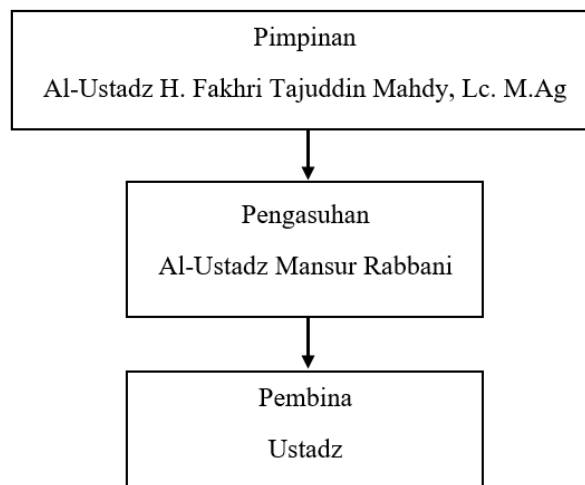 Pimpinan
Al-Ustadz H. Fakhri Tajuddin Mahdy, Lc. M.Ag
Pengasuhan
Al-Ustadz Mansur Rabbani
Pembina
Ustadz